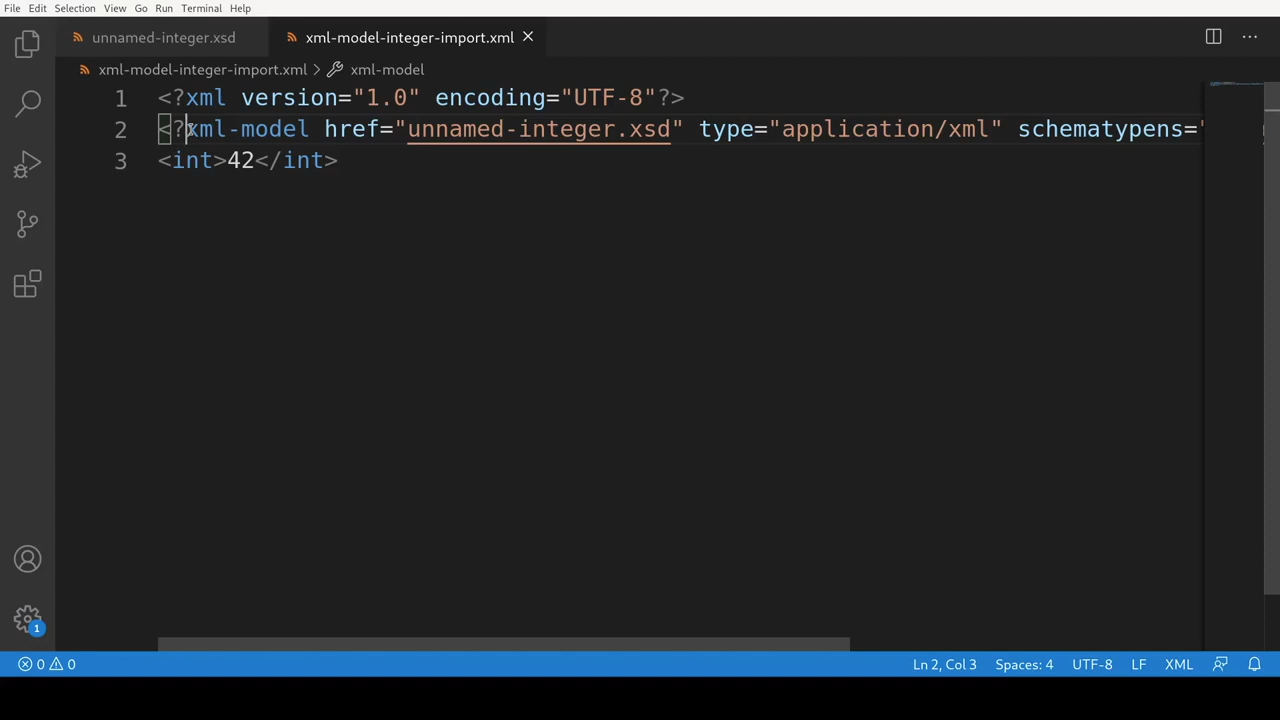 File Edit Selection View Go Run Terminal Help
unnamed-integer.xsd xml-model-integer-import.xml
xml-model-integer-import.xml xml-model
1 <?xml version="1.0" encoding="UTF-8"?>
2 <?xml-model href="unnamed-integer.xsd" type="application/xml" schematypens="
3 <int>42</int>
1
0 0 Ln 2, Col 3 Spaces: 4 UTF-8 LF XML